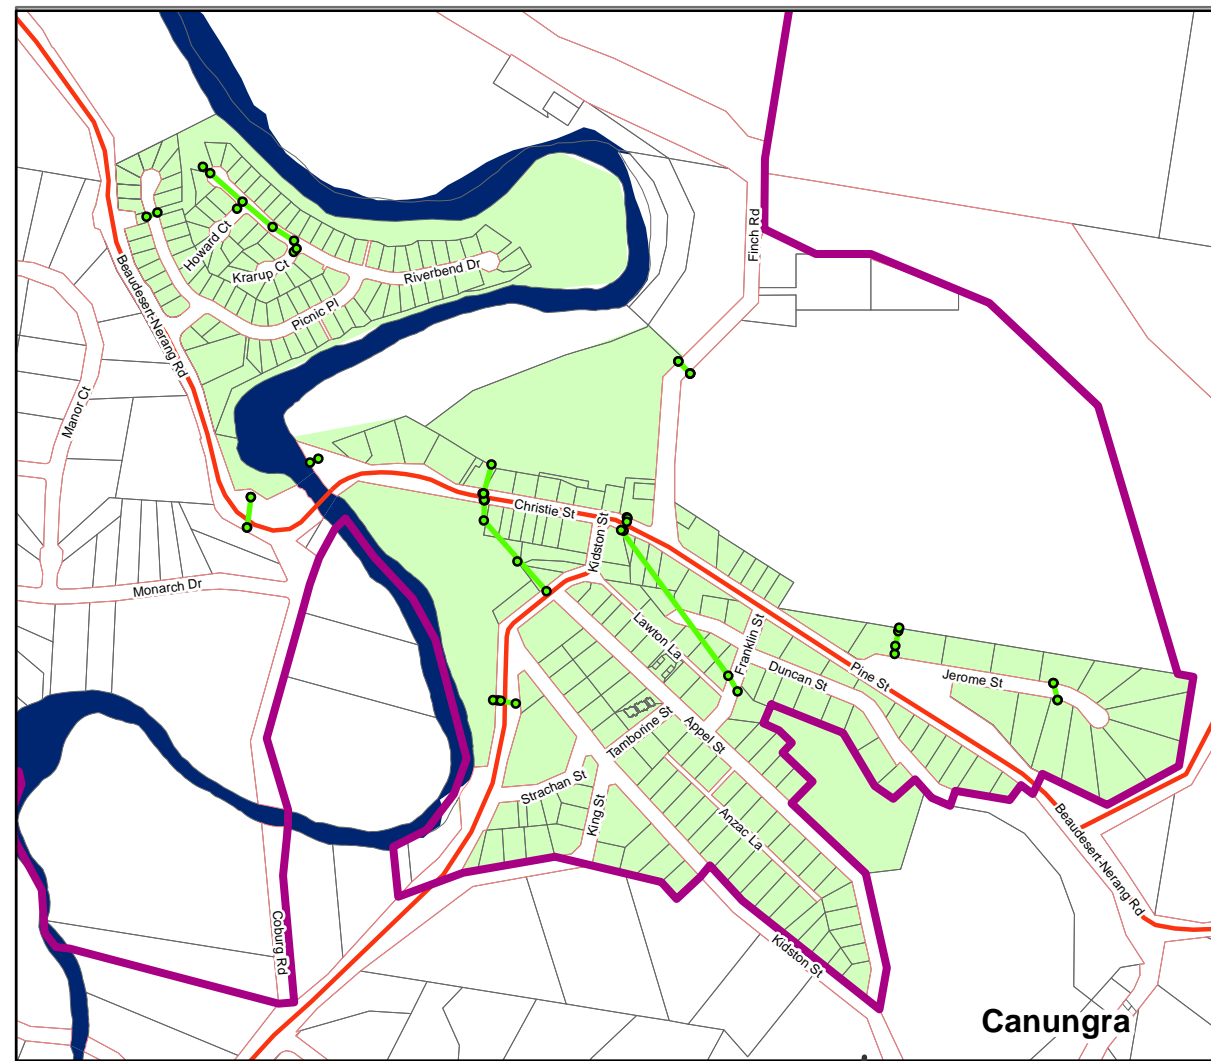 Finch Rd
Howard Ct
Krarup Ct
Riverbend Dr
Picnic Pl
Beaudesert-Nerang Rd
Manor Ct
Christie St
Kidston St
Monarch Dr
Lawton La
Franklin St
Duncan St
Pine St
Jerome St
Tamborine St
Appel St
Strachan St
King St
Anzac La
Beaudesert-Nerang Rd
Coburg Rd
Kidston St
Canungra